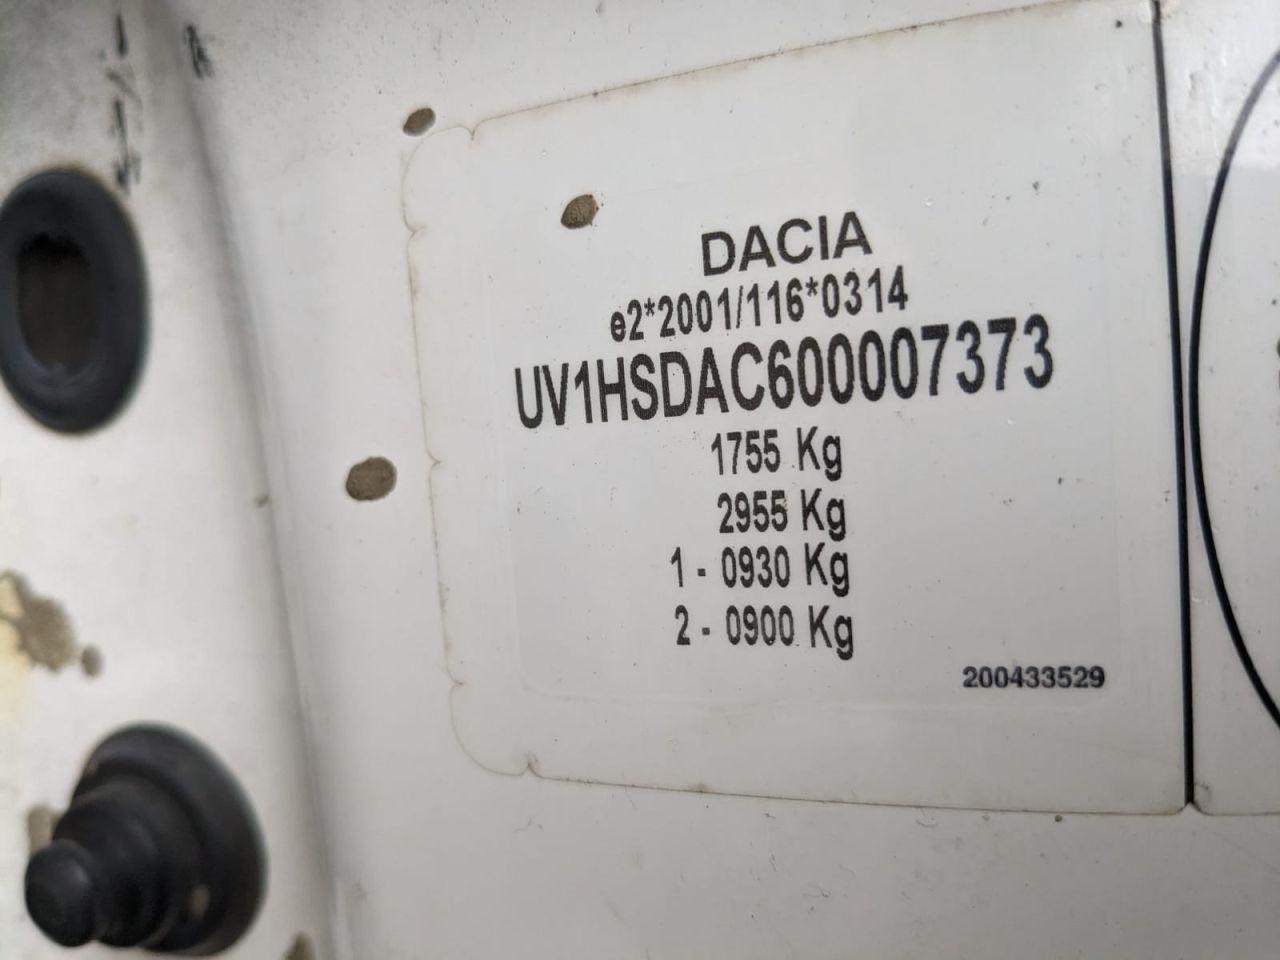 DACIA
e2*2001/116*0314
UV1HSDAC600007373
1755 Kg
2955 Kg
1 - 0930 Kg
2 - 0900 Kg
200433529